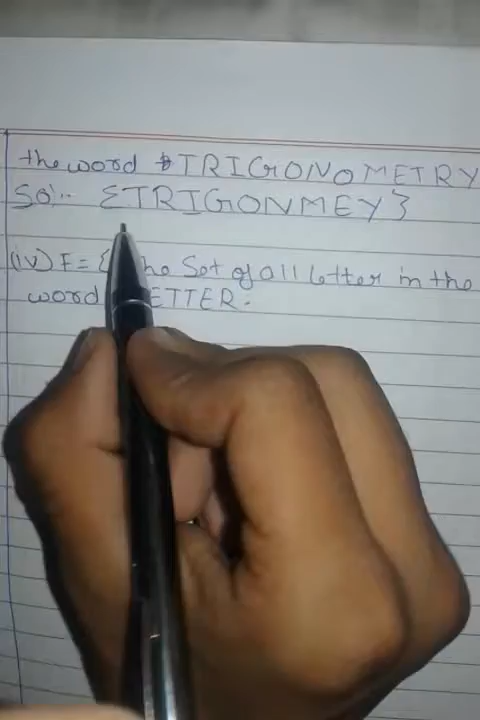 the word TRIGONOMETRY
So:- {TRIGONMEY}
(iv) F = { the Set of all letter in the
word ETTER.